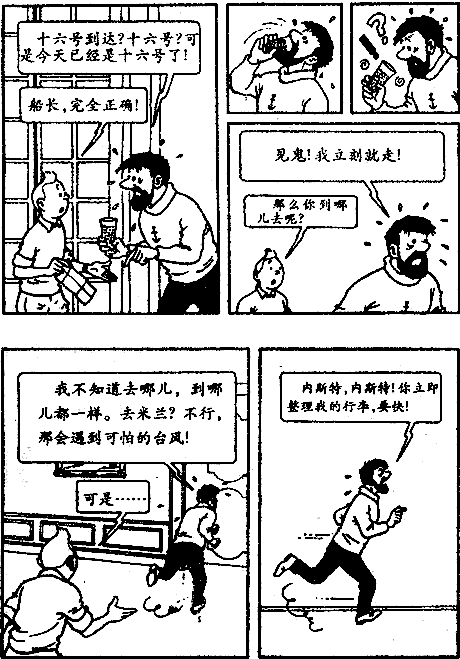 十六号到达?十六号?可
是今天已经是十六号了!
船长,完全正确!
?!
见鬼!我立刻就走!
那么你到哪
儿去呢?
我不知道去哪儿,到哪
儿都一样。去米兰?不行,
那会遇到可怕的台风!
可是……
内斯特,内斯特!你立即
整理我的行李,要快!